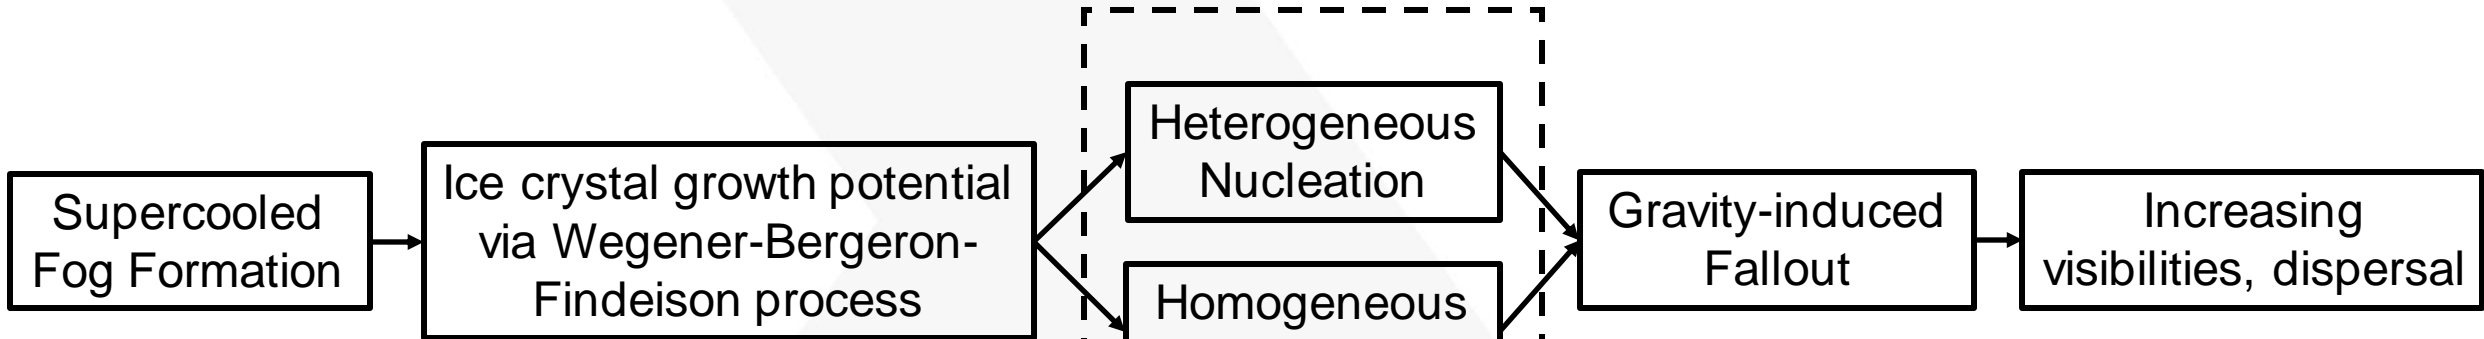 Supercooled
Fog Formation
Ice crystal growth potential
via Wegener-Bergeron-
Findeison process
Heterogeneous
Nucleation
Homogeneous
Gravity-induced
Fallout
Increasing
visibilities, dispersal